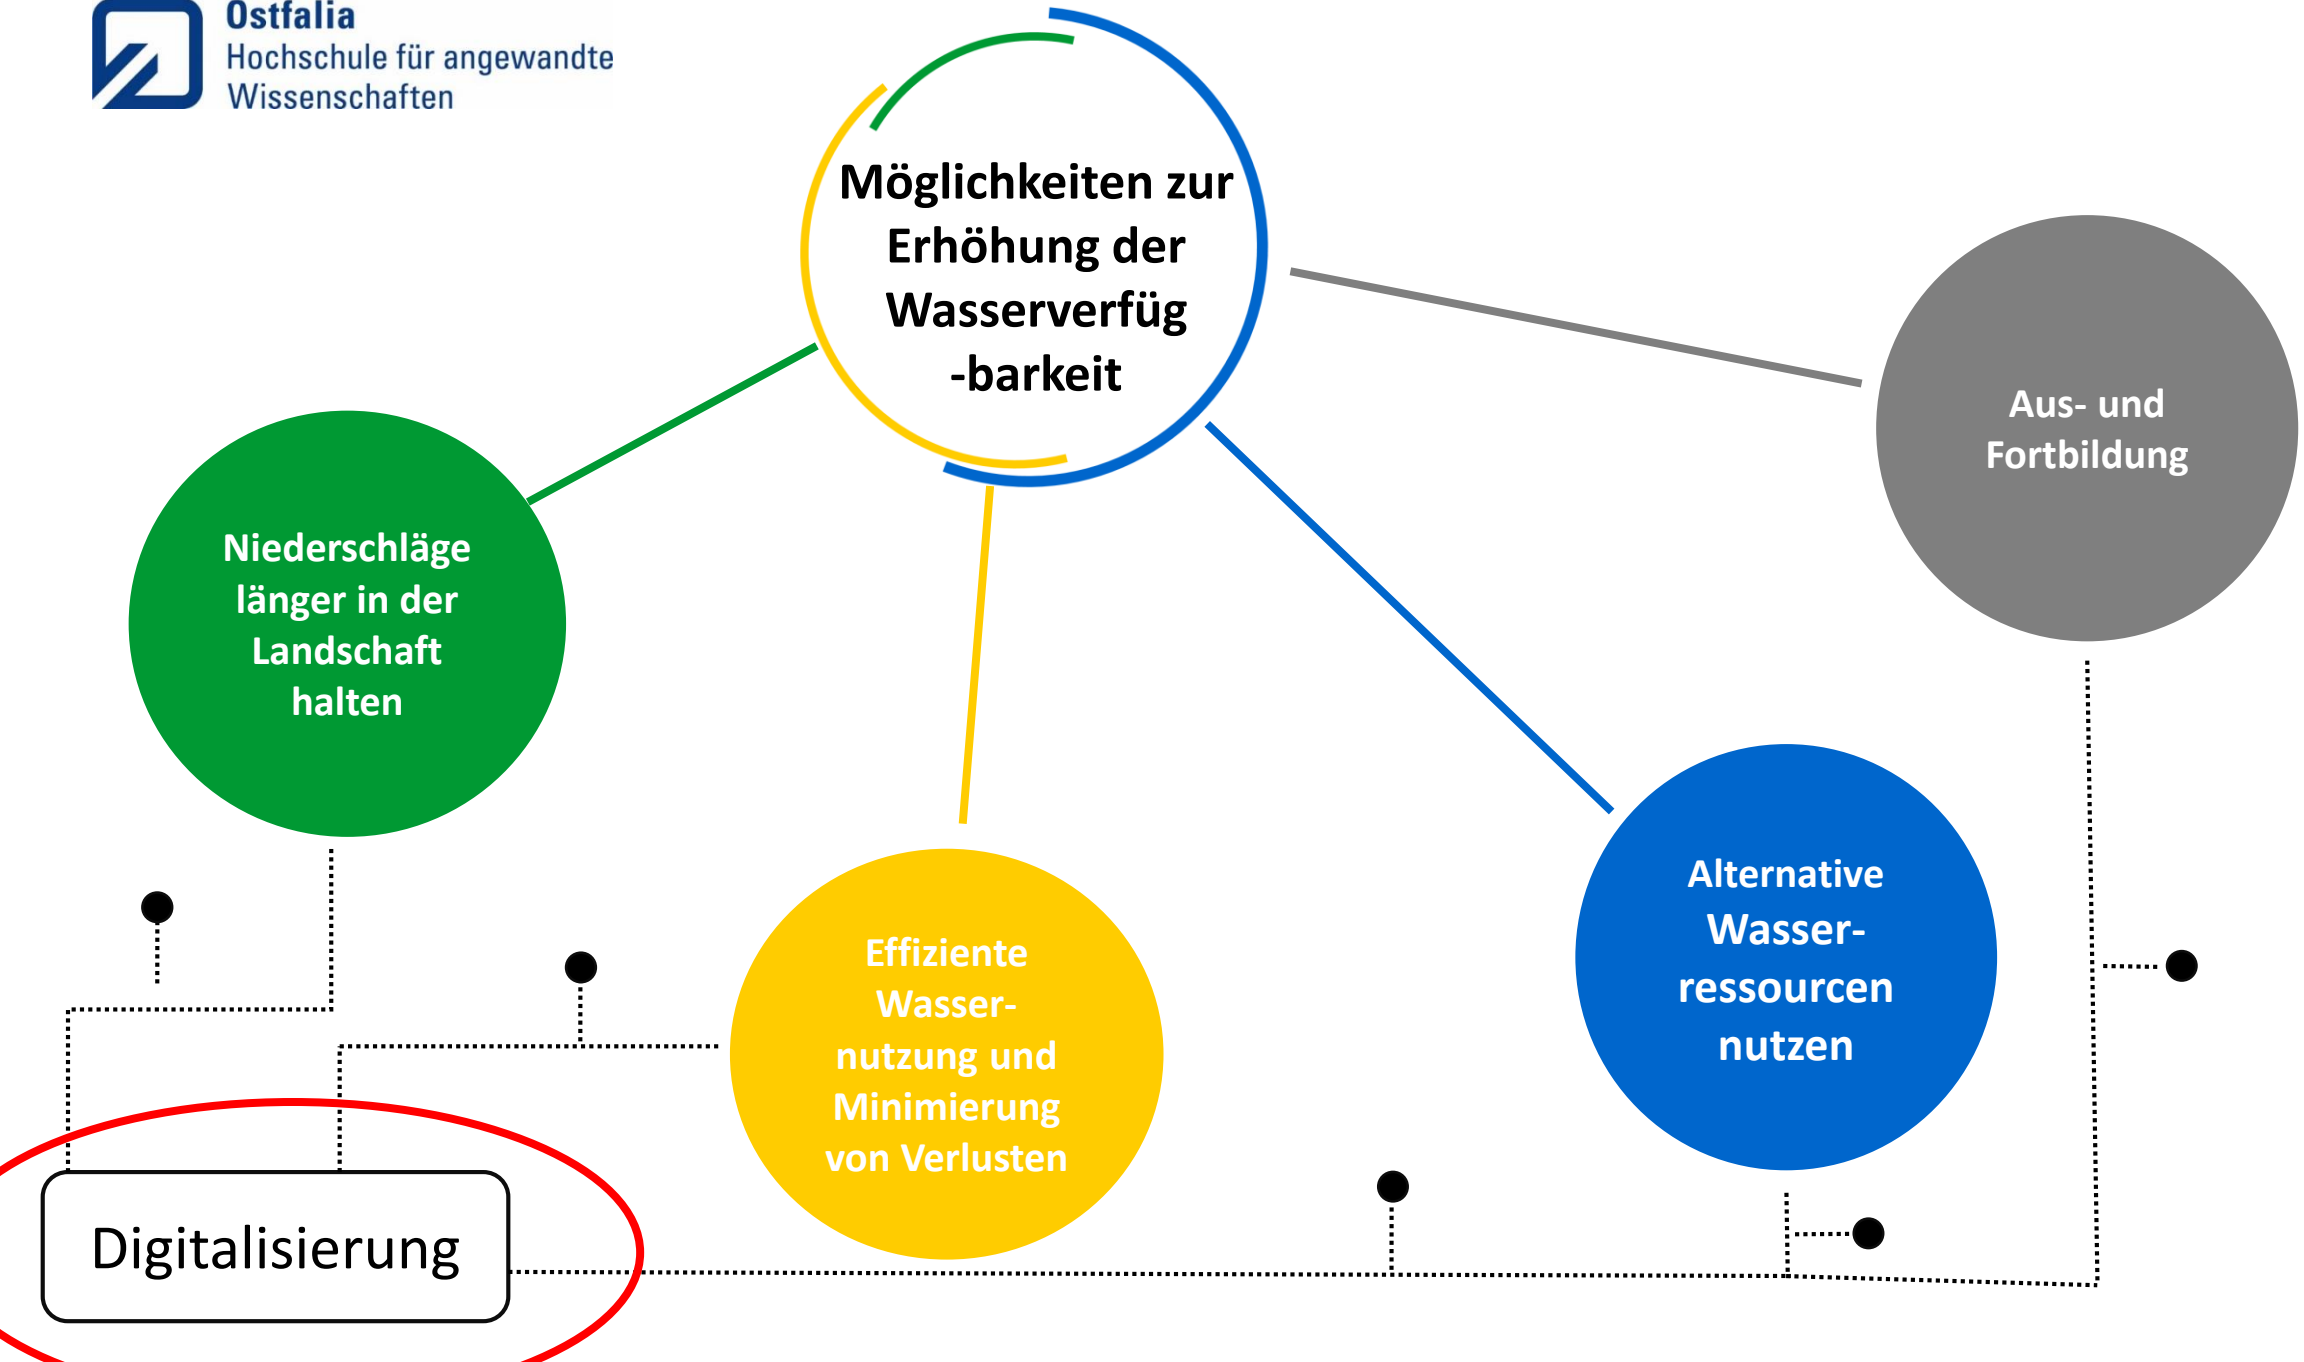 Ostfalia
Hochschule für angewandte
Wissenschaften
Möglichkeiten zur
Erhöhung der
Wasserverfüg
-barkeit
Aus- und
Fortbildung
Niederschläge
länger in der
Landschaft
halten
Alternative
Wasser-
ressourcen
nutzen
Effiziente
Wasser-
nutzung und
Minimierung
von Verlusten
Digitalisierung